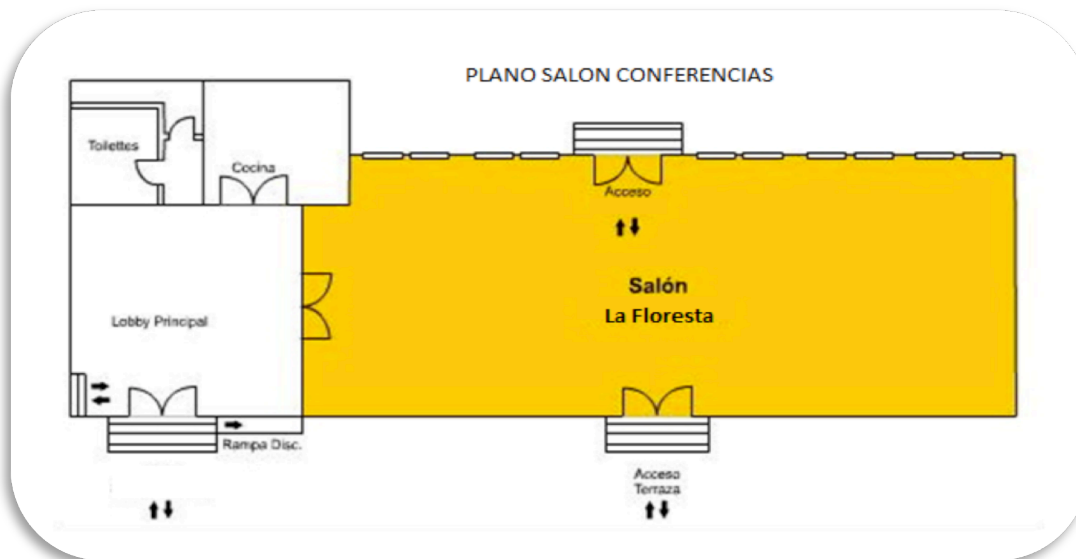 PLANO SALON CONFERENCIAS
Toilettes
Cocina
Acceso
Salón
La Floresta
Lobby Principal
Rampa Disc.
Acceso
Terraza